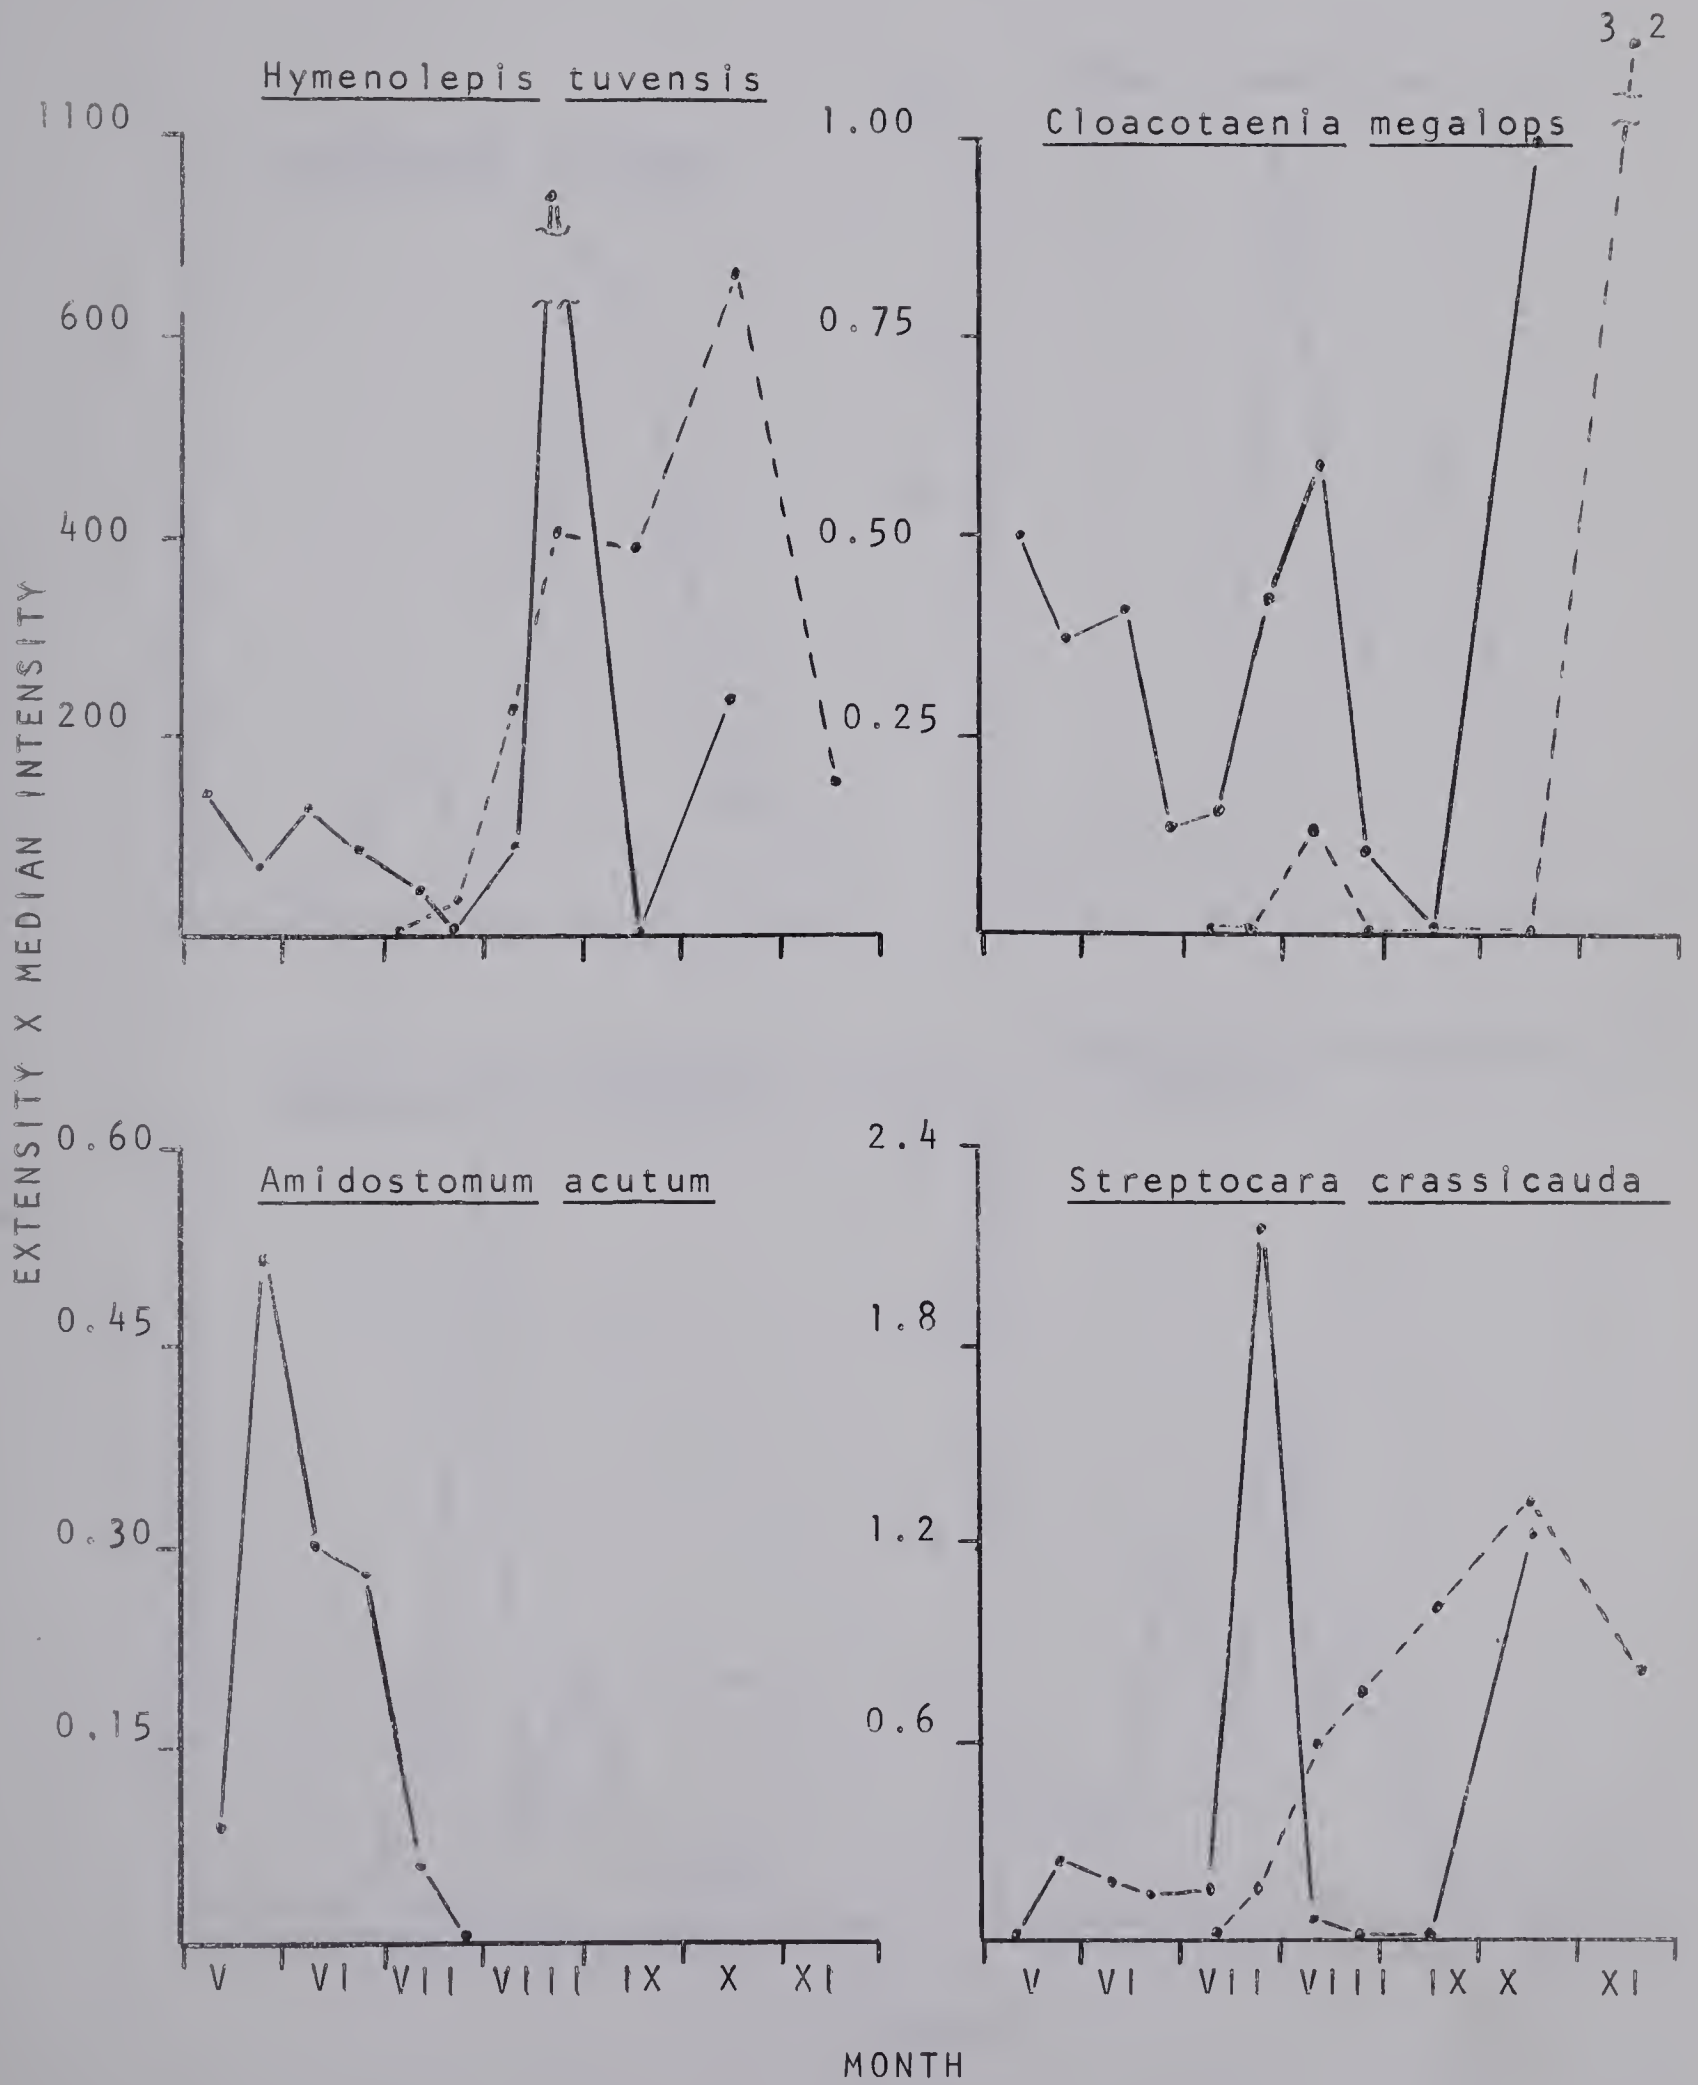 3.2
Hymenolepis tuvensis
1100
600
400
200
Cloacotaenia megalops
1.00
0.75
0.50
0.25
EXTENSITY X MEDIAN INTENSITY
Amidostomum acutum
0.60
0.45
0.30
0.15
V VI VII VIII IX X XI
Streptocara crassicauda
2.4
1.8
1.2
0.6
V VI VII VIII IX X XI
MONTH